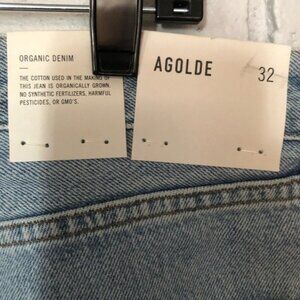 ORGANIC DENIM
THE COTTON USED IN THE MAKING OF
THIS JEAN IS ORGANICALLY GROWN.
NO SYNTHETIC FERTILIZERS, HARMFUL
PESTICIDES, OR GMO'S.
AGOLDE 32